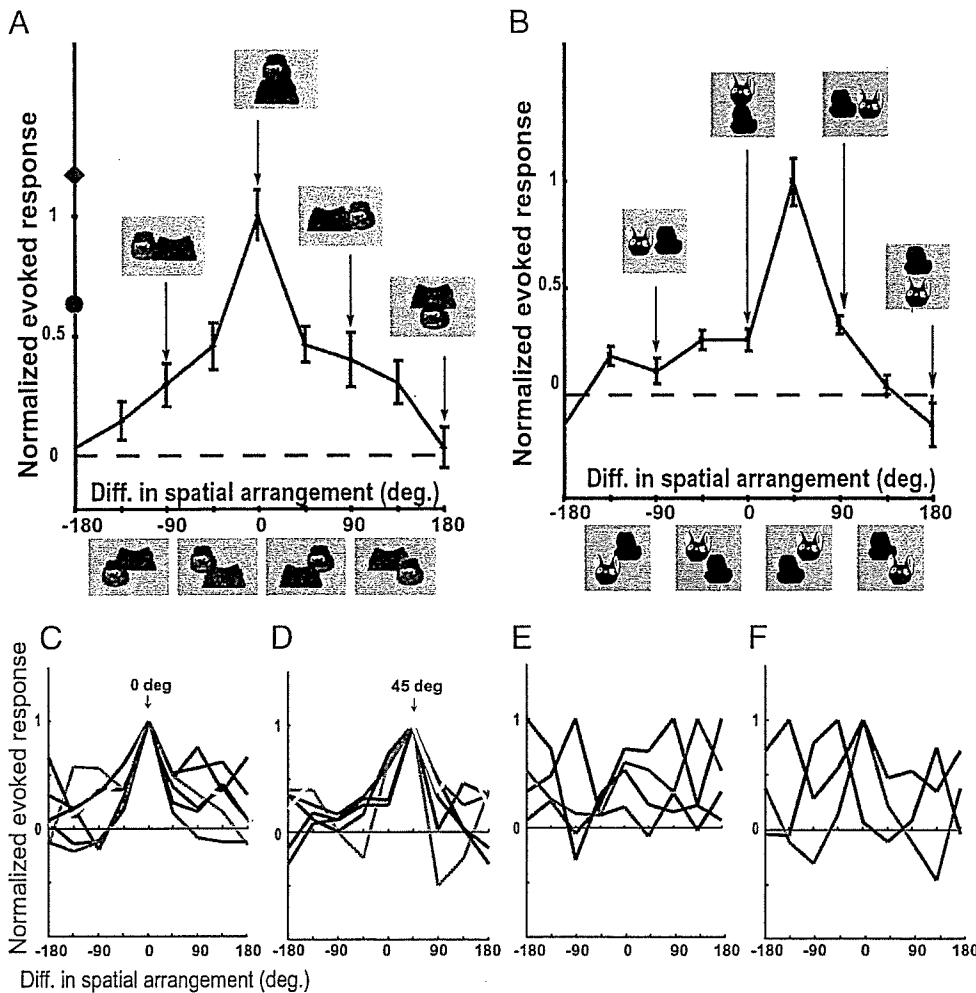 A
Normalized evoked response
1
0.5
0
Diff. in spatial arrangement (deg.)
-180 -90 0 90 180
B
Normalized evoked response
1
0.5
0
Diff. in spatial arrangement (deg.)
-180 -90 0 90 180
C
Normalized evoked response
0 deg
1
0
-180 -90 0 90 180
Diff. in spatial arrangement (deg.)
D
45 deg
1
0
-180 -90 0 90 180
E
1
0
-180 -90 0 90 180
F
1
0
-180 -90 0 90 180